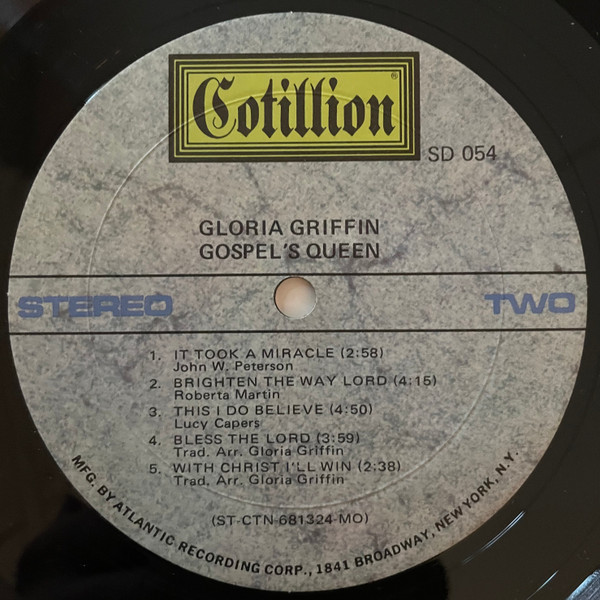 Cotillion®
SD 054
GLORIA GRIFFIN
GOSPEL'S QUEEN
STEREO
TWO
1. IT TOOK A MIRACLE (2:58)
John W. Peterson
2. BRIGHTEN THE WAY LORD (4:15)
Roberta Martin
3. THIS I DO BELIEVE (4:50)
Lucy Capers
4. BLESS THE LORD (3:59)
Trad. Arr. Gloria Griffin
5. WITH CHRIST I'LL WIN (2:38)
Trad. Arr. Gloria Griffin
(ST-CTN-681324-MO)
MFG. BY ATLANTIC RECORDING CORP., 1841 BROADWAY, NEW YORK, N.Y.